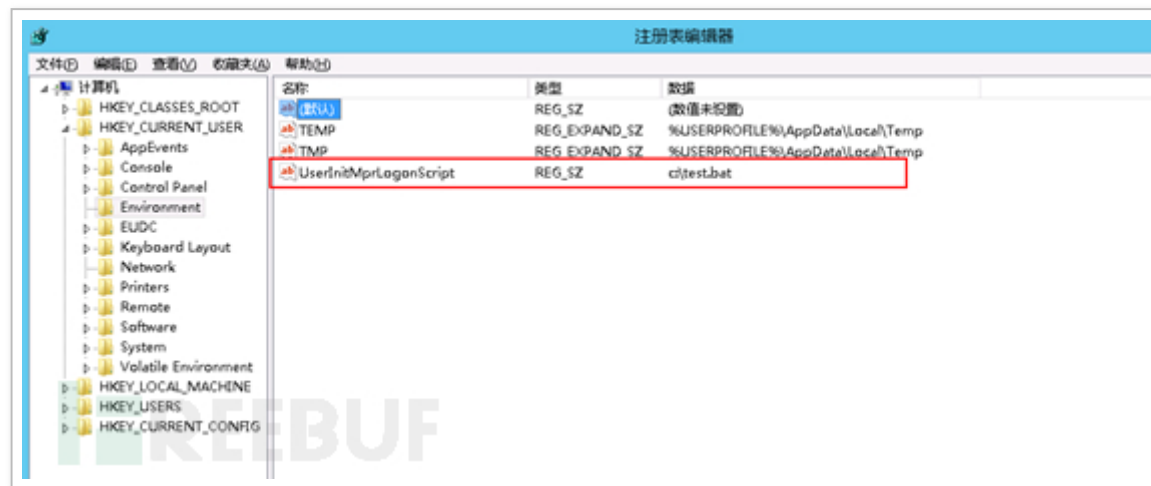 注册表编辑器
文件(F) 编辑(E) 查看(V) 收藏夹(A) 帮助(H)
计算机
HKEY_CLASSES_ROOT
HKEY_CURRENT_USER
AppEvents
Console
Control Panel
Environment
EUDC
Keyboard Layout
Network
Printers
Remote
Software
System
Volatile Environment
HKEY_LOCAL_MACHINE
HKEY_USERS
HKEY_CURRENT_CONFIG
名称 类型 数据
(默认) REG_SZ (数值未设置)
TEMP REG_EXPAND_SZ %USERPROFILE%\AppData\Local\Temp
TMP REG_EXPAND_SZ %USERPROFILE%\AppData\Local\Temp
UserInitMprLogonScript REG_SZ c:\test.bat
FREEBUF